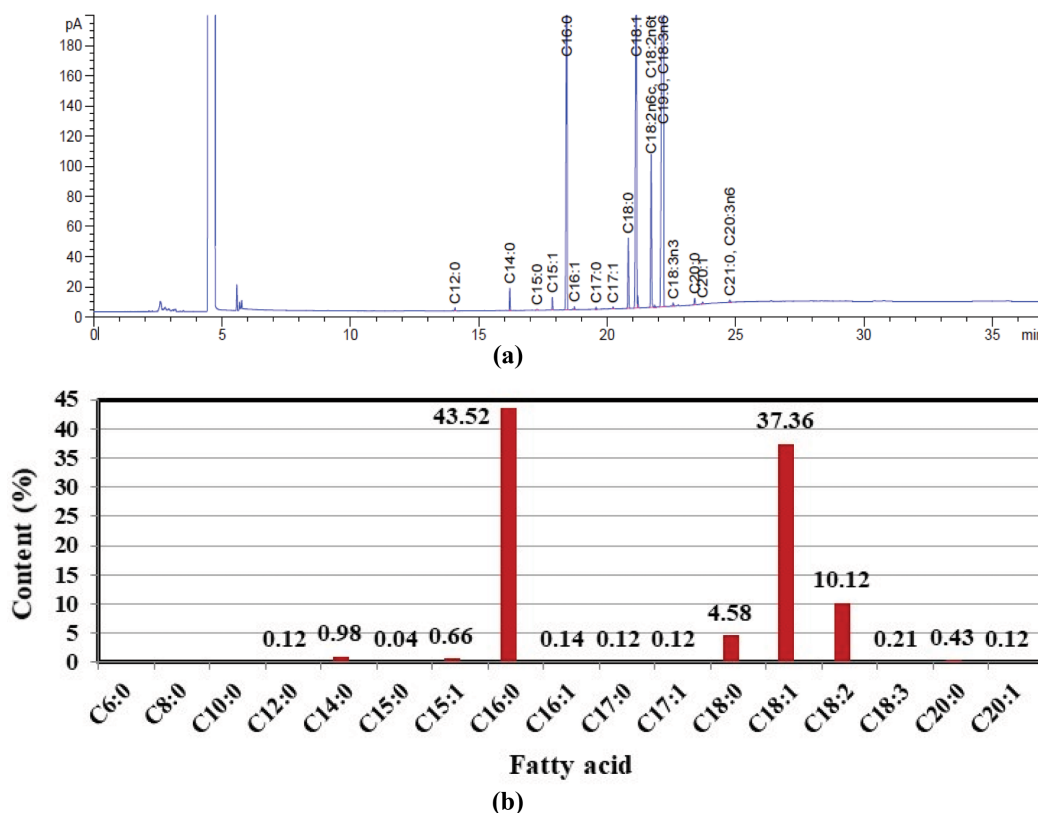 pA
180
160
140
120
100
80
60
40
20
0
C12:0
C14:0
C15:0
C15:1
C16:0
C16:1
C17:0
C17:1
C18:0
C18:1
C18:2n6c, C18:2n6t
C19:0, C18:3n6
C18:3n3
C20:0
C20:1
C21:0, C20:3n6
0 5 10 15 20 25 30 35 min
(a)
45
40
35
30
25
20
15
10
5
0
Content (%)
0.12 0.98 0.04 0.66 43.52 0.14 0.12 0.12 4.58 37.36 10.12 0.21 0.43 0.12
C6:0 C8:0 C10:0 C12:0 C14:0 C15:0 C15:1 C16:0 C16:1 C17:0 C17:1 C18:0 C18:1 C18:2 C18:3 C20:0 C20:1
Fatty acid
(b)